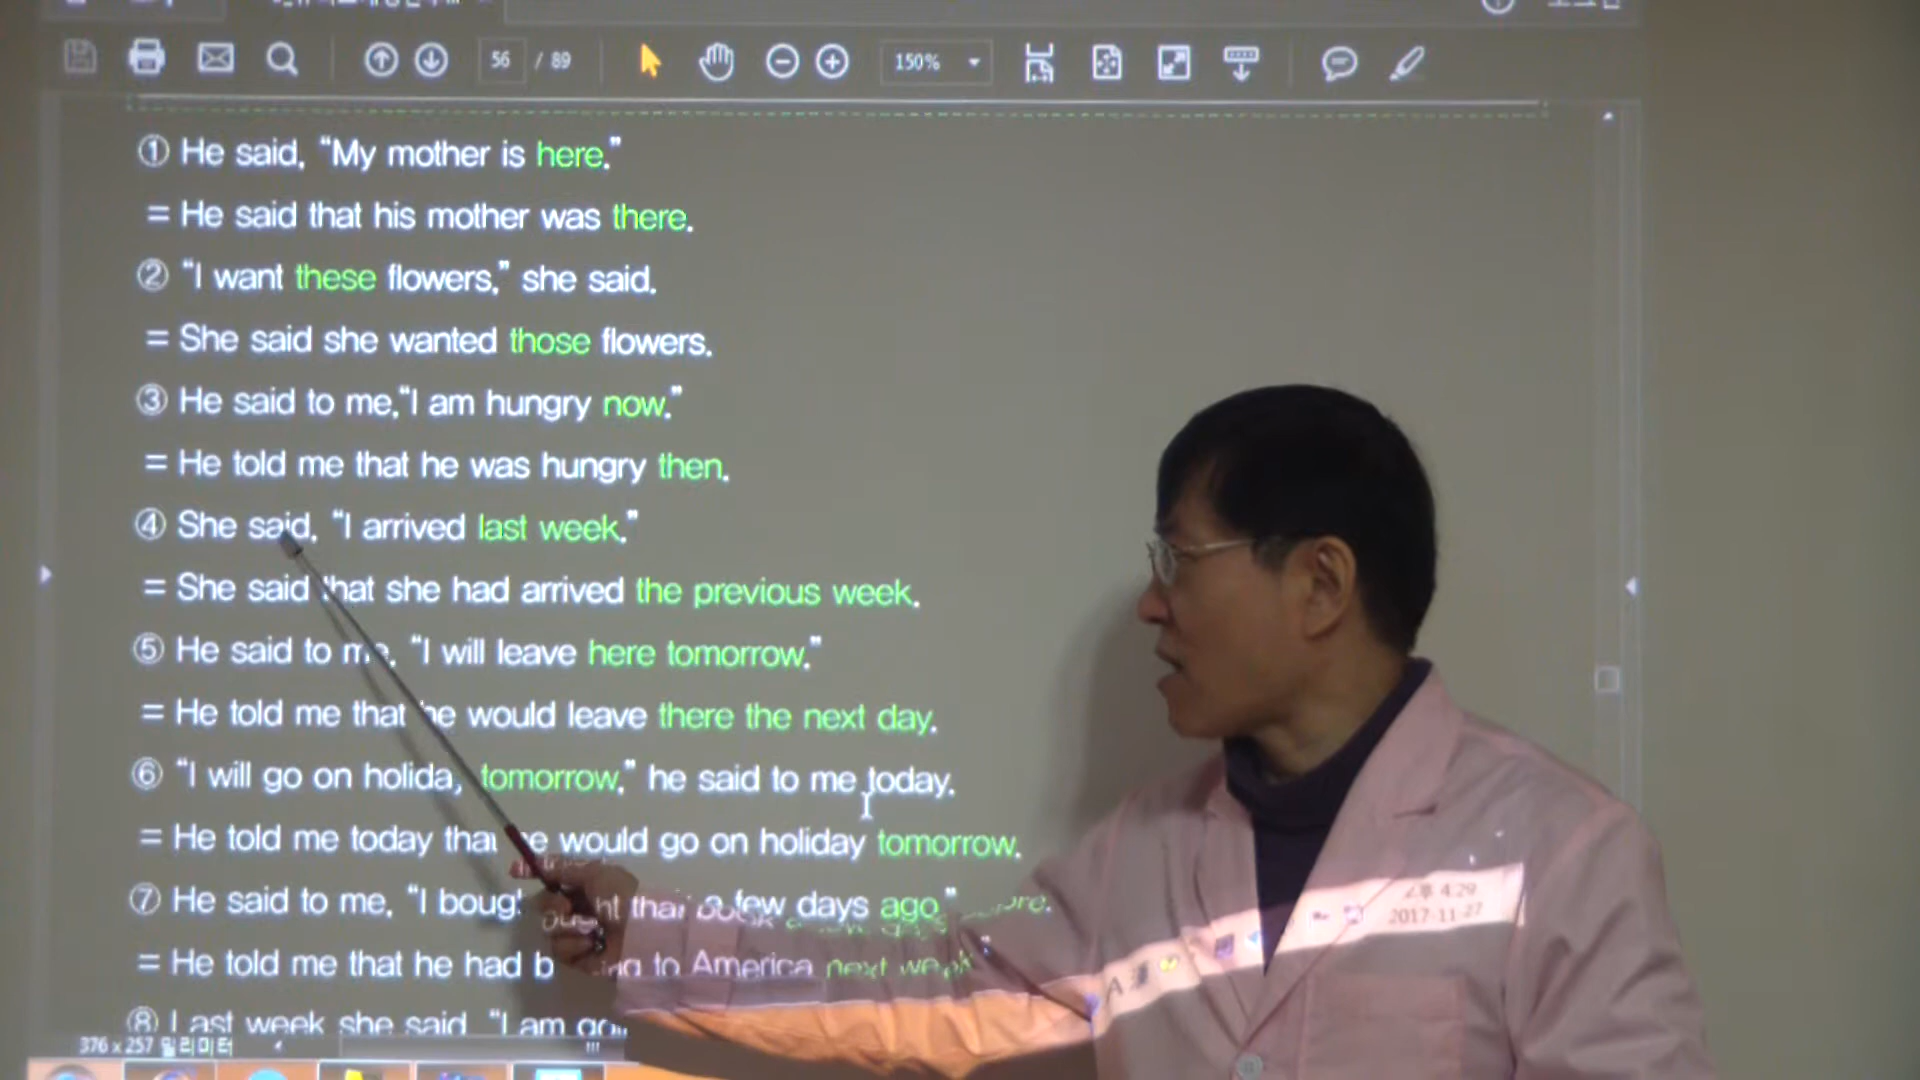 56 / 89
150%
① He said, “My mother is here.”
= He said that his mother was there.
② “I want these flowers,” she said.
= She said she wanted those flowers.
③ He said to me,“I am hungry now.”
= He told me that he was hungry then.
④ She said, “I arrived last week.”
= She said that she had arrived the previous week.
⑤ He said to me, “I will leave here tomorrow.”
= He told me that he would leave there the next day.
⑥ “I will go on holiday tomorrow,” he said to me today.
= He told me today that he would go on holiday tomorrow.
⑦ He said to me, “I bought a few days ago.”
= He told me that he had
to America next week
⑧ Last week she said, “I am
376 x 257 밀리미터
오후 4:29
2017-11-27